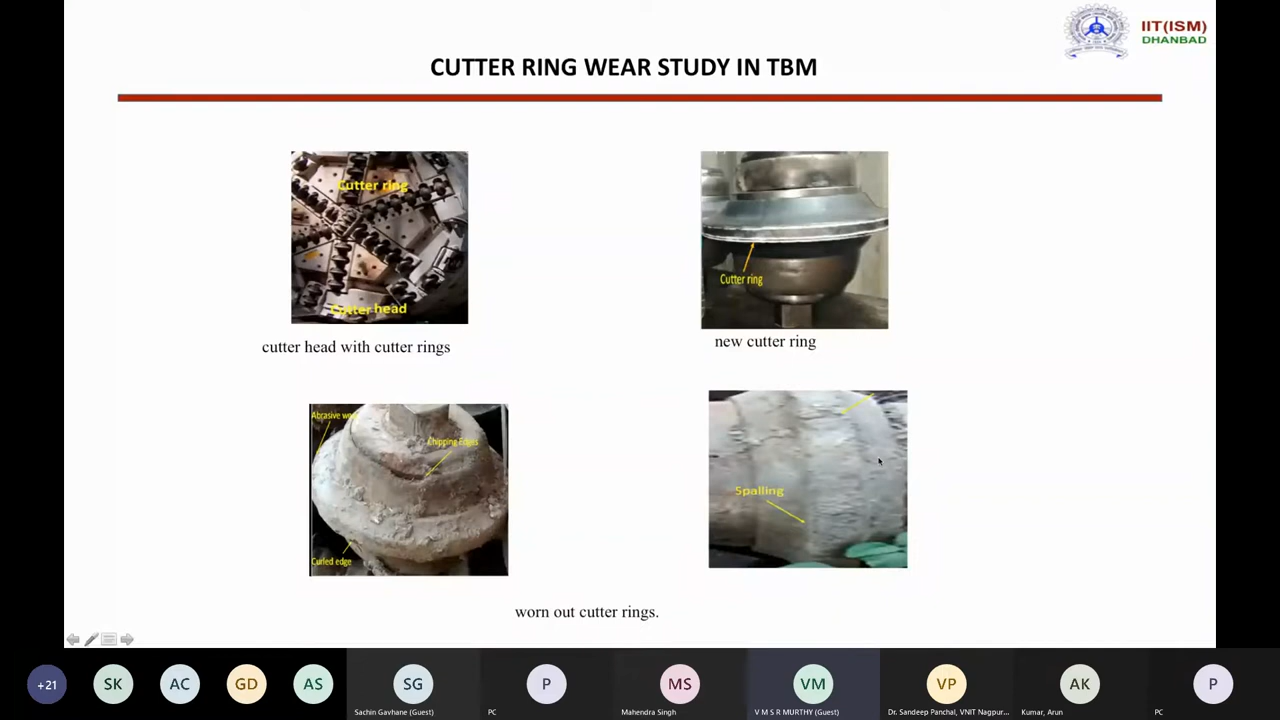 IIT(ISM)
DHANBAD
CUTTER RING WEAR STUDY IN TBM
Cutter ring
Cutter head
cutter head with cutter rings
Cutter ring
new cutter ring
Abrasive
Chipping Edges
Curled edge
Spalling
worn out cutter rings.
+21
SK
AC
GD
AS
SG
P
MS
VM
VP
AK
P
Sachin Gavhane (Guest)
PC
Mahendra Singh
V M S R MURTHY (Guest)
Dr. Sandeep Panchal, VNIT Nagpur...
Kumar, Arun
PC